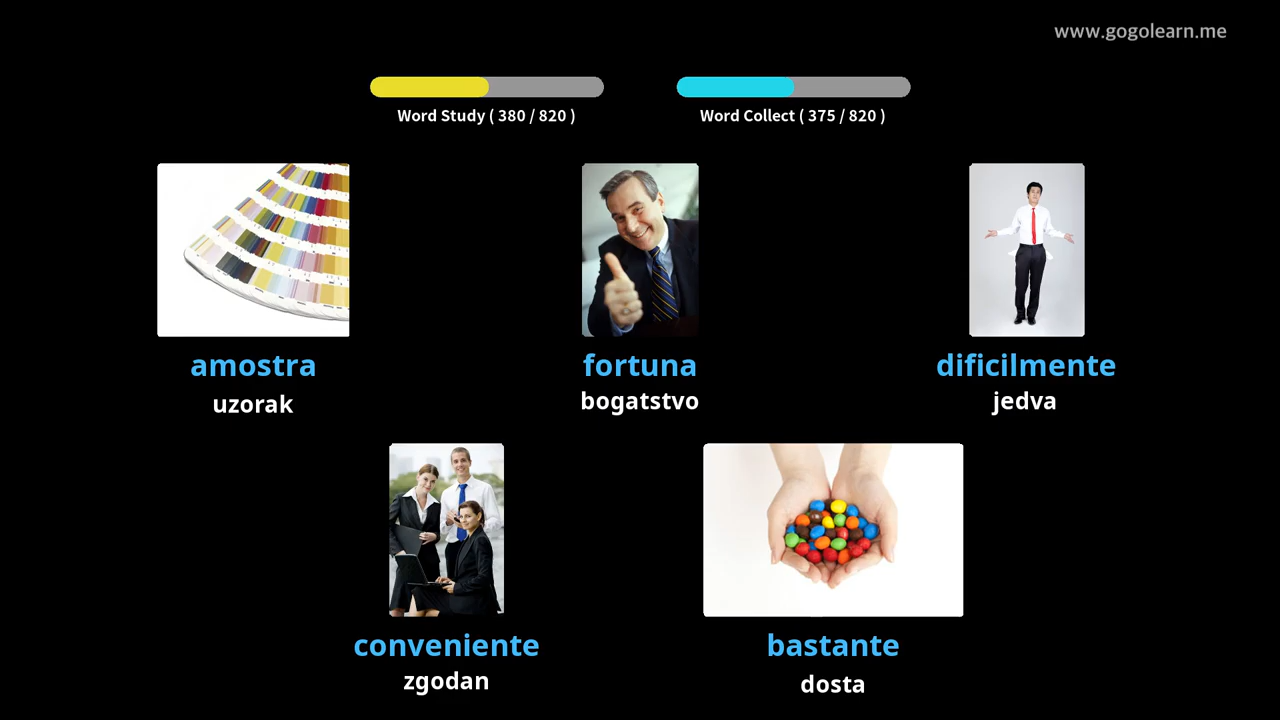 www.gogolearn.me
Word Study ( 380 / 820 )
Word Collect ( 375 / 820 )
amostra
uzorak
fortuna
bogatstvo
dificilmente
jedva
conveniente
zgodan
bastante
dosta